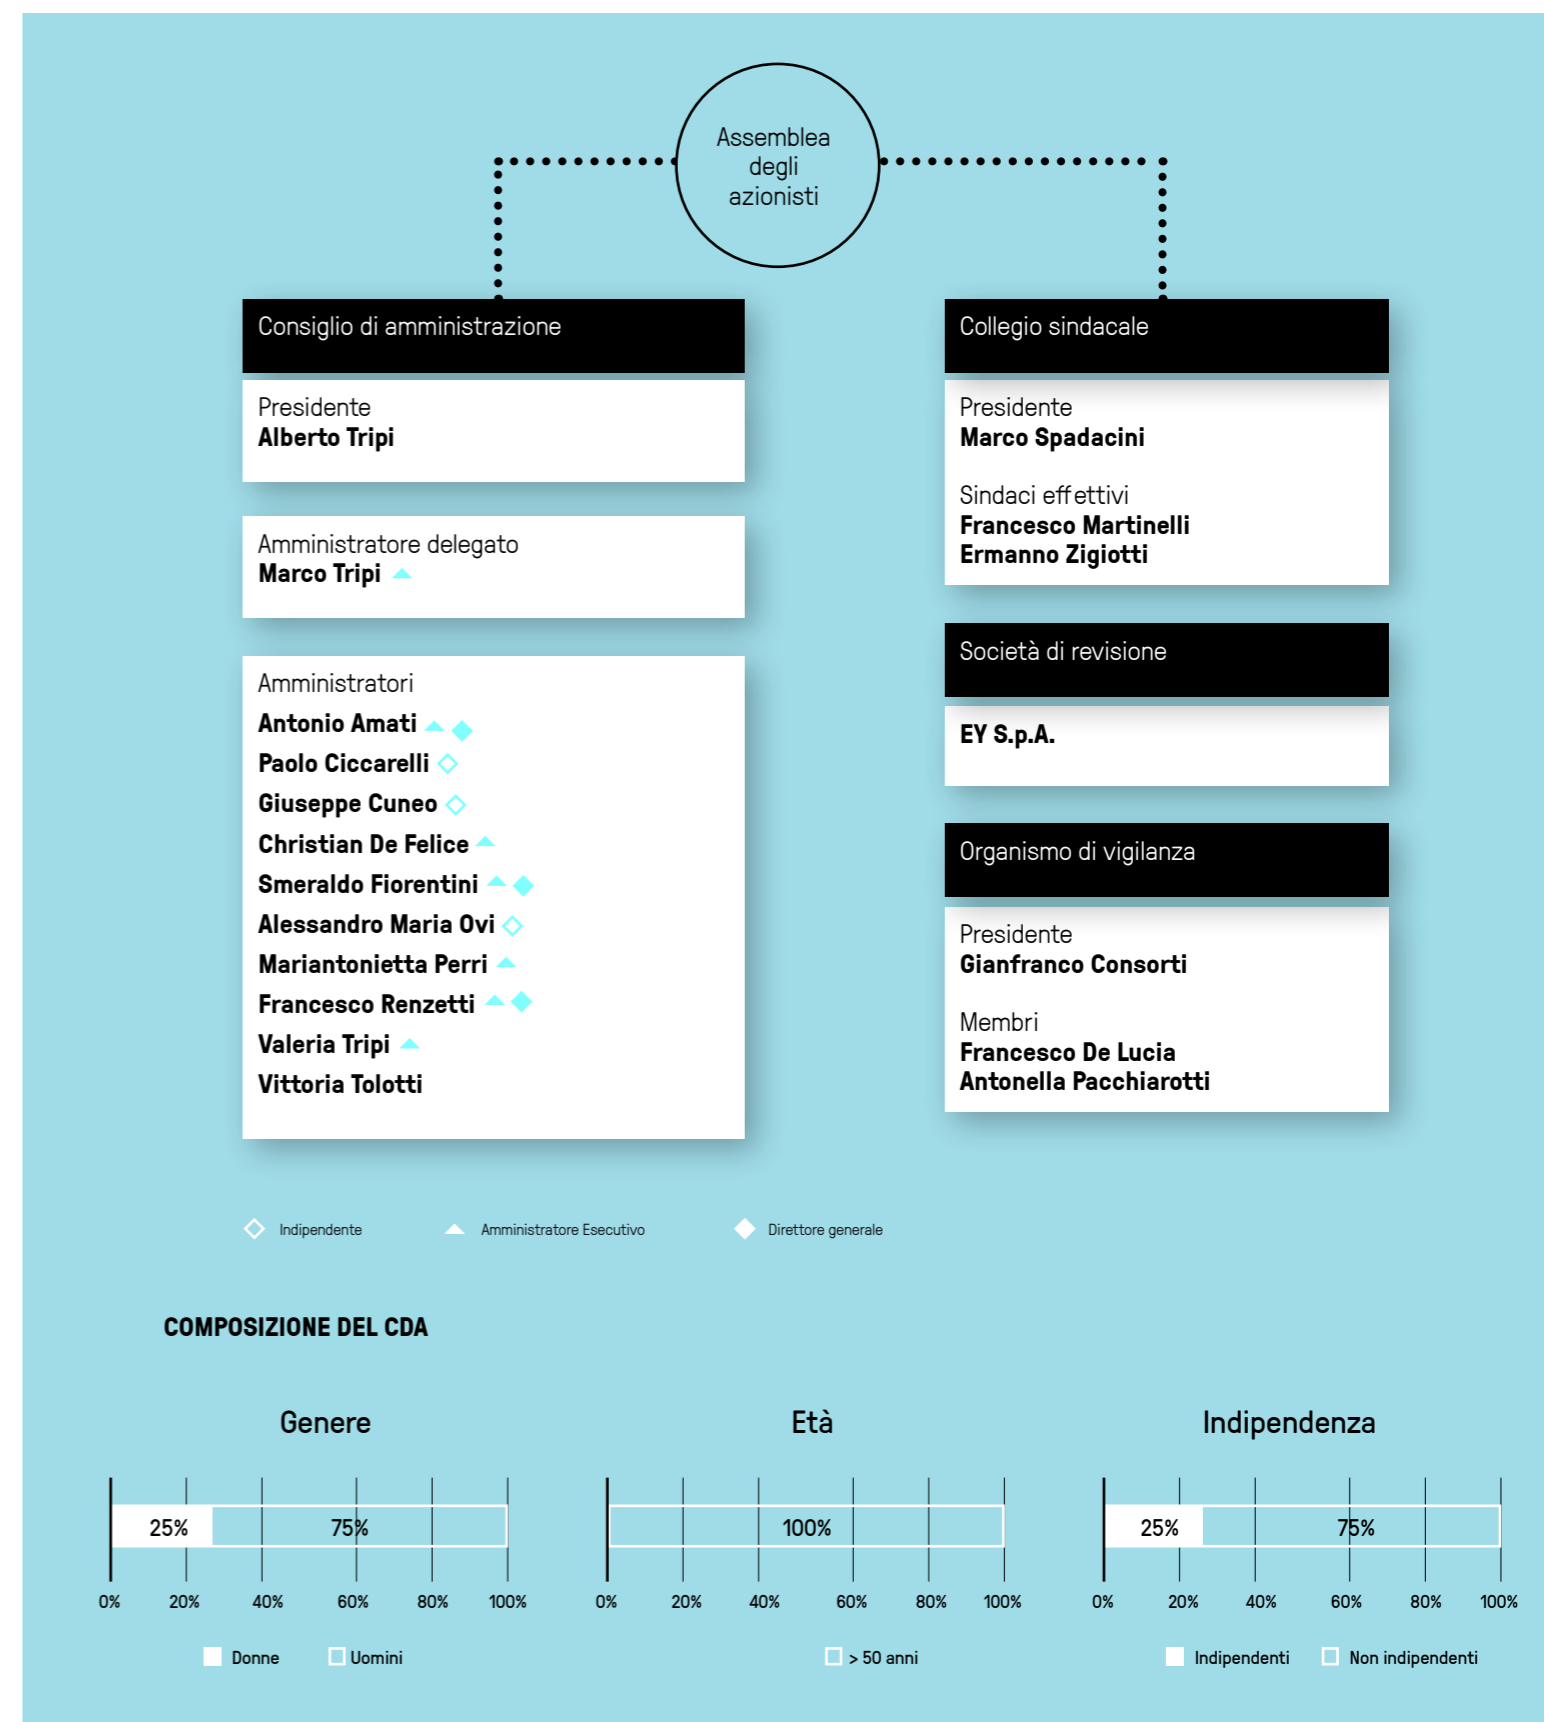 Assemblea
degli
azionisti
Consiglio di amministrazione
Presidente
Alberto Tripi
Amministratore delegato
Marco Tripi
Amministratori
Antonio Amati
Paolo Ciccarelli
Giuseppe Cuneo
Christian De Felice
Smeraldo Fiorentini
Alessandro Maria Ovi
Mariantonietta Perri
Francesco Renzetti
Valeria Tripi
Vittoria Tolotti
Collegio sindacale
Presidente
Marco Spadacini
Sindaci effettivi
Francesco Martinelli
Ermanno Zigiotti
Società di revisione
EY S.p.A.
Organismo di vigilanza
Presidente
Gianfranco Consorti
Membri
Francesco De Lucia
Antonella Pacchiarotti
Indipendente
Amministratore Esecutivo
Direttore generale
COMPOSIZIONE DEL CDA
Genere
25% 75%
0% 20% 40% 60% 80% 100%
Donne Uomini
Età
100%
0% 20% 40% 60% 80% 100%
> 50 anni
Indipendenza
25% 75%
0% 20% 40% 60% 80% 100%
Indipendenti Non indipendenti